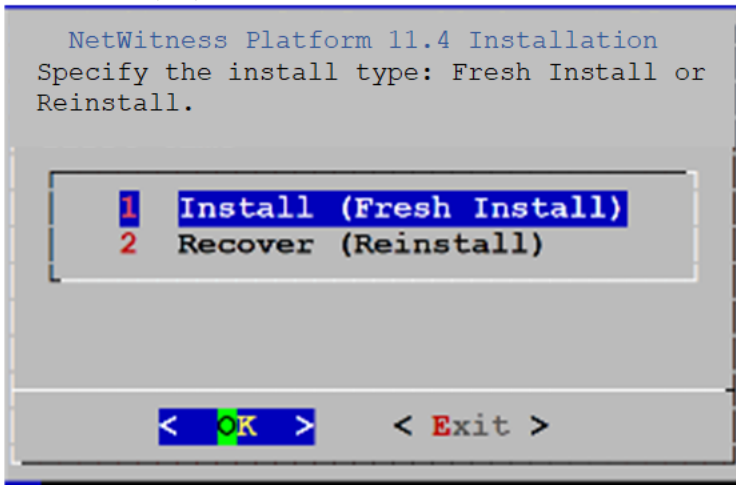 NetWitness Platform 11.4 Installation
Specify the install type: Fresh Install or
Reinstall.
1 Install (Fresh Install)
2 Recover (Reinstall)
< OK > < Exit >